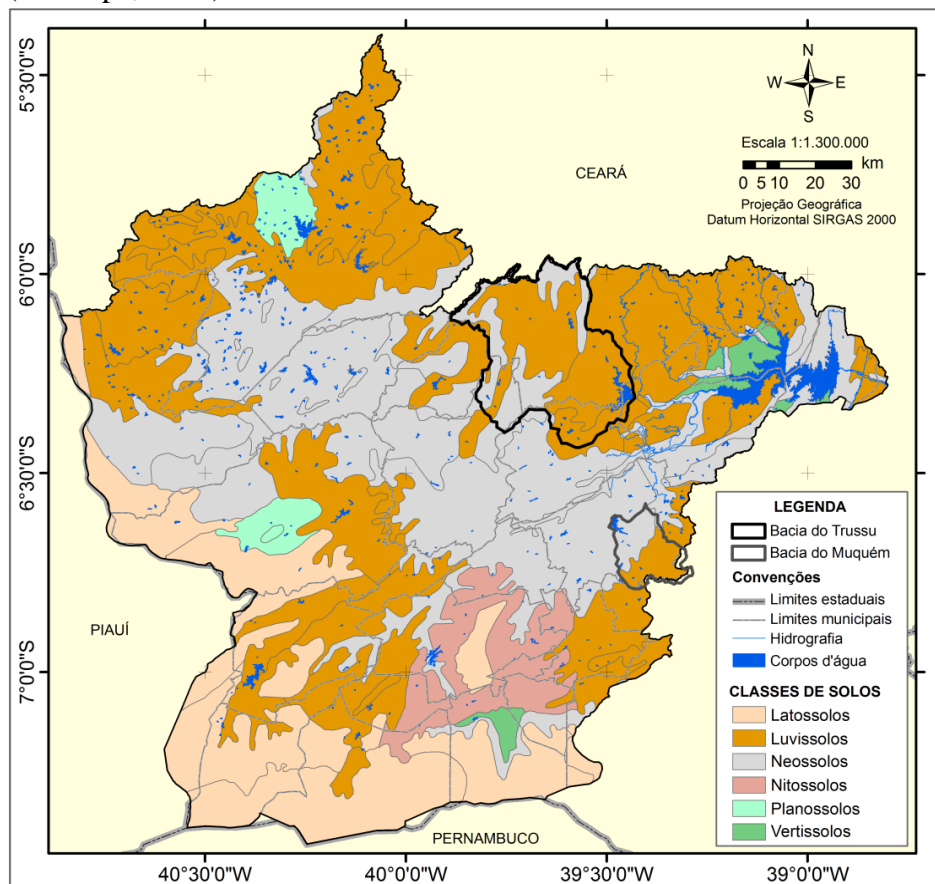 N
W E
S
Escala 1:1.300.000
km
0 5 10 20 30
Projeção Geográfica
Datum Horizontal SIRGAS 2000
CEARÁ
PIAUÍ
PERNAMBUCO
5°30'0"S
6°0'0"S
6°30'0"S
7°0'0"S
40°30'0"W 40°0'0"W 39°30'0"W 39°0'0"W
LEGENDA
Bacia do Trussu
Bacia do Muquém
Convenções
Limites estaduais
Limites municipais
Hidrografia
Corpos d'água
CLASSES DE SOLOS
Latossolos
Luvissolos
Neossolos
Nitossolos
Planossolos
Vertissolos